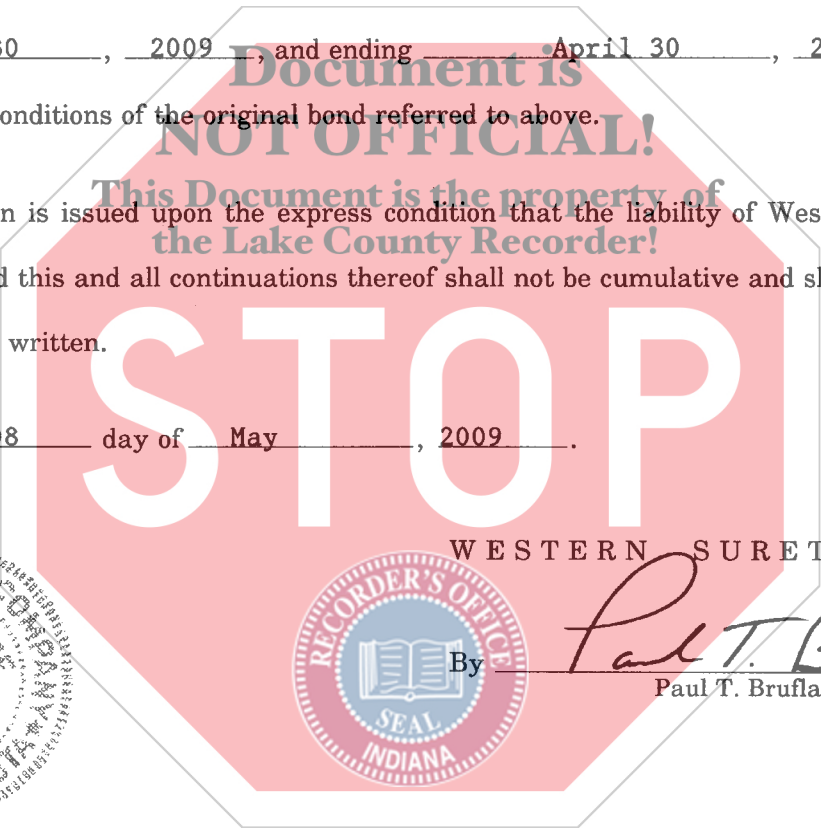 30, 2009, and ending April 30, 2
Document is
onditions of the original bond referred to above.
NOT OFFICIAL!
This Document is the property of
n is issued upon the express condition that the liability of Wes
the Lake County Recorder!
d this and all continuations thereof shall not be cumulative and sh
STOP
written.
08 day of May, 2009.
WESTERN SURET
RECORDER'S OFFICE
SEAL
INDIANA
COMPANY
By Paul T. B
Paul T. Brufla